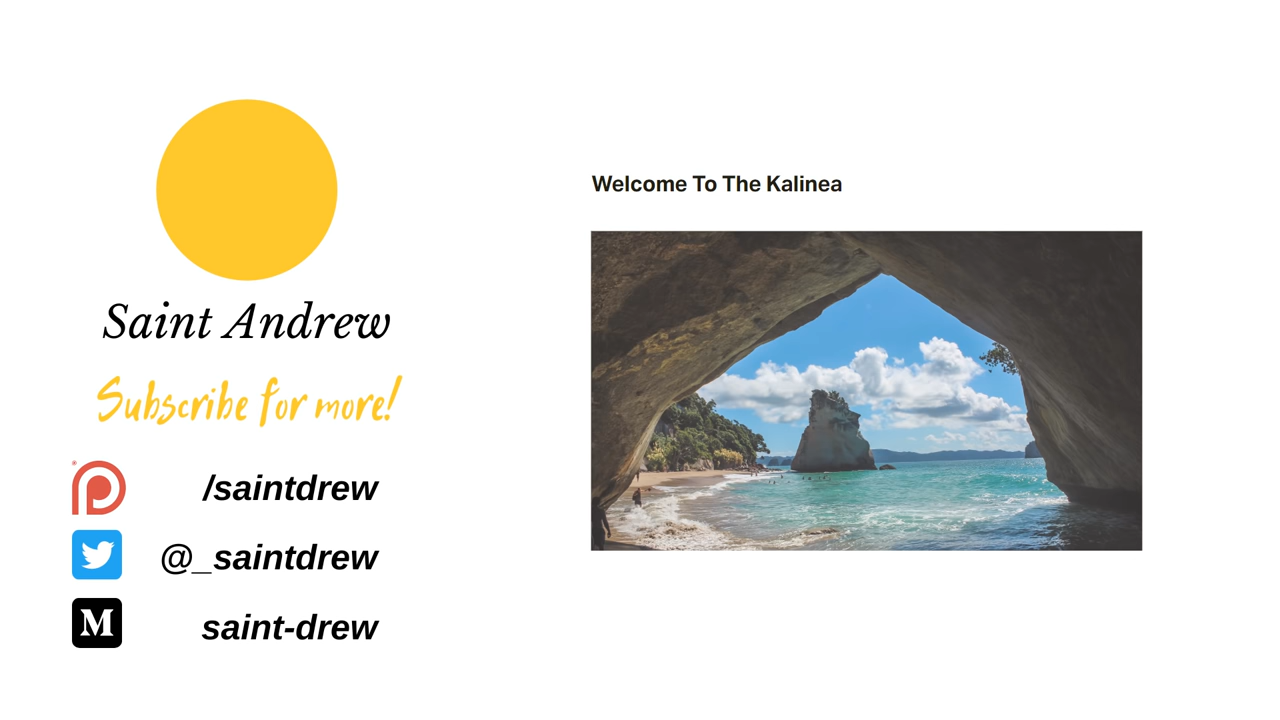 Saint Andrew
Subscribe for more!
/saintdrew
@_saintdrew
M
saint-drew
Welcome To The Kalinea